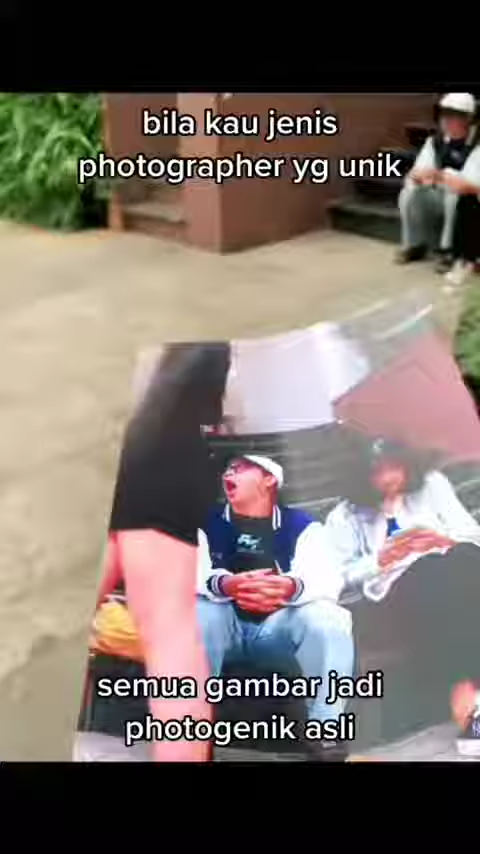 bila kau jenis
photographer yg unik
semua gambar jadi
photogenik asli